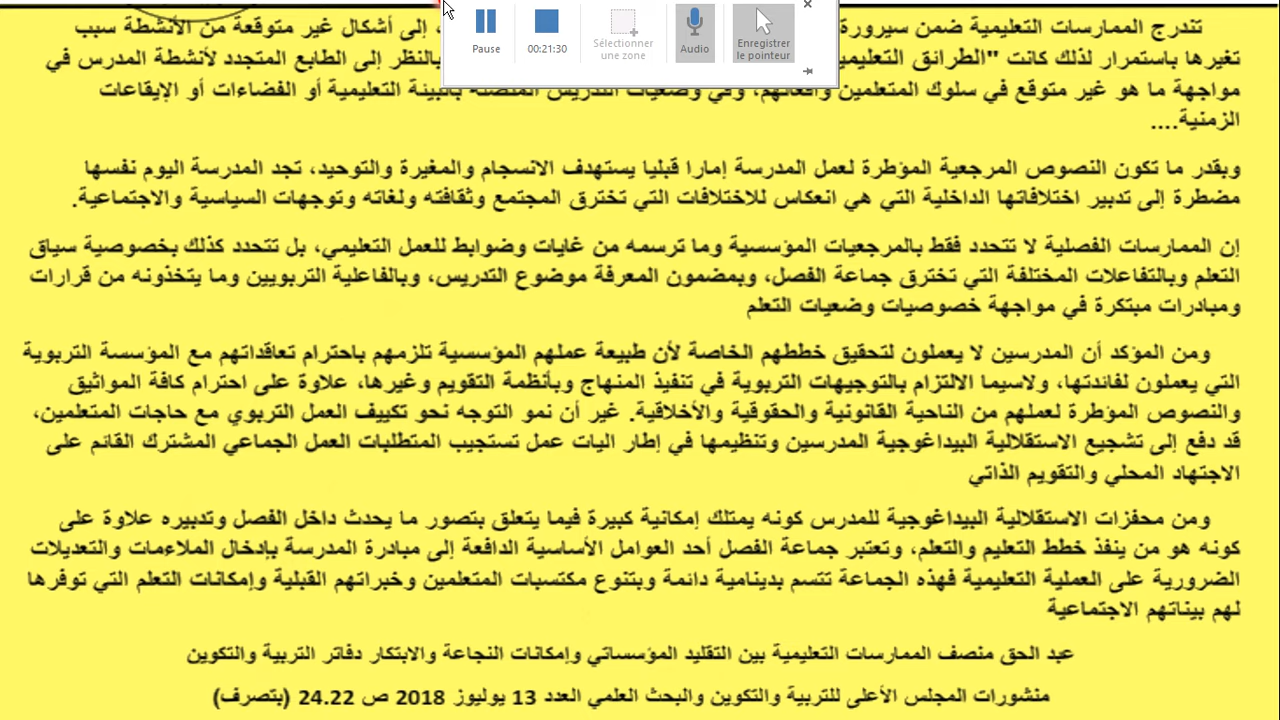 Pause
00:21:30
Sélectionner
une zone
Audio
Enregistrer
le pointeur
تندرج الممارسات التعليمية ضمن سيرورة ، إلى أشكال غير متوقعة من الأنشطة سبب
تغيرها باستمرار لذلك كانت "الطرائق التعليمي بالنظر إلى الطابع المتجدد لأنشطة المدرس في
مواجهة ما هو غير متوقع في سلوك المتعلمين وأفعالهم، وفي وضعيات التدريس المتصلة بالبيئة التعليمية أو الفضاءات أو الإيقاعات
الزمنية....
وبقدر ما تكون النصوص المرجعية المؤطرة لعمل المدرسة إمارا قبليا يستهدف الانسجام والمغيرة والتوحيد، تجد المدرسة اليوم نفسها
مضطرة إلى تدبير اختلافاتها الداخلية التي هي انعكاس للاختلافات التي تخترق المجتمع وثقافته ولغاته وتوجهات السياسية والاجتماعية.
إن الممارسات الفصلية لا تتحدد فقط بالمرجعيات المؤسسية وما ترسمه من غايات وضوابط للعمل التعليمي، بل تتحدد كذلك بخصوصية سياق
التعلم وبالتفاعلات المختلفة التي تخترق جماعة الفصل، وبمضمون المعرفة موضوع التدريس، وبالفاعلية التربويين وما يتخذونه من قرارات
ومبادرات مبتكرة في مواجهة خصوصيات وضعيات التعلم
ومن المؤكد أن المدرسين لا يعملون لتحقيق خططهم الخاصة لأن طبيعة عملهم المؤسسية تلزمهم باحترام تعاقداتهم مع المؤسسة التربوية
التي يعملون لفائدتها، ولاسيما الالتزام بالتوجيهات التربوية في تنفيذ المنهاج وبأنظمة التقويم وغيرها، علاوة على احترام كافة المواثيق
والنصوص المؤطرة لعملهم من الناحية القانونية والحقوقية والأخلاقية. غير أن نمو التوجه نحو تكييف العمل التربوي مع حاجات المتعلمين،
قد دفع إلى تشجيع الاستقلالية البيداغوجية المدرسين وتنظيمها في إطار اليات عمل تستجيب المتطلبات العمل الجماعي المشترك القائم على
الاجتهاد المحلي والتقويم الذاتي
ومن محفزات الاستقلالية البيداغوجية للمدرس كونه يمتلك إمكانية كبيرة فيما يتعلق بتصور ما يحدث داخل الفصل وتدبيره علاوة على
كونه هو من ينفذ خطط التعليم والتعلم، وتعتبر جماعة الفصل أحد العوامل الأساسية الدافعة إلى مبادرة المدرسة بإدخال الملاءمات والتعديلات
الضرورية على العملية التعليمية فهذه الجماعة تتسم بدينامية دائمة وبتنوع مكتسبات المتعلمين وخبراتهم القبلية وإمكانات التعلم التي توفرها
لهم بيناتهم الاجتماعية
عبد الحق منصف الممارسات التعليمية بين التقليد المؤسساتي وإمكانات النجاعة والابتكار دفاتر التربية والتكوين
منشورات المجلس الأعلى للتربية والتكوين والبحث العلمي العدد 13 يوليوز 2018 ص 24.22 (بتصرف)